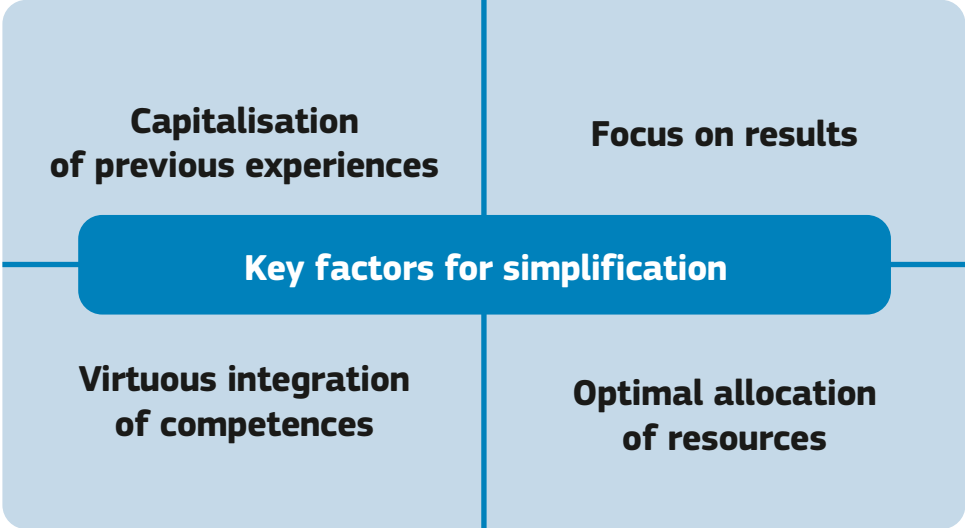 Capitalisation
of previous experiences
Focus on results
Key factors for simplification
Virtuous integration
of competences
Optimal allocation
of resources